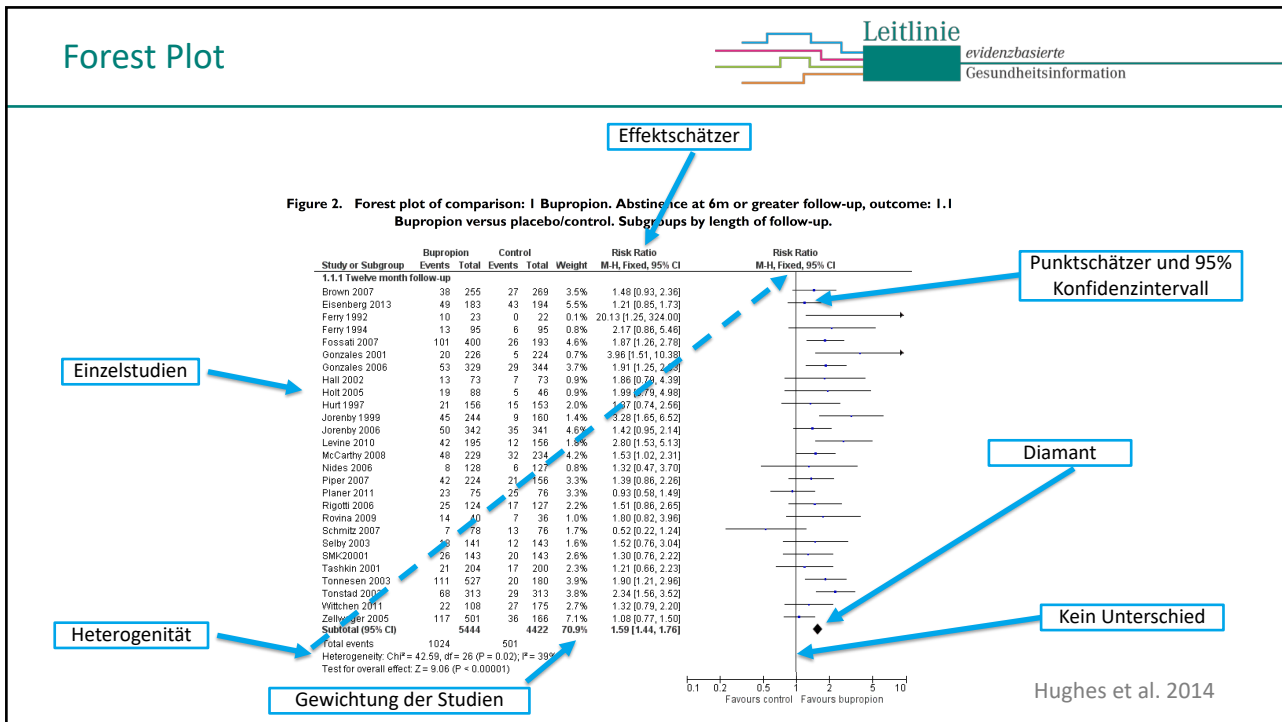 Forest Plot
Leitlinie
evidenzbasierte
Gesundheitsinformation
Effektschätzer
Figure 2. Forest plot of comparison: 1 Bupropion. Abstinence at 6m or greater follow-up, outcome: 1.1
Bupropion versus placebo/control. Subgroups by length of follow-up.
Bupropion Control Risk Ratio Risk Ratio
Study or Subgroup Events Total Events Total Weight M-H, Fixed, 95% CI M-H, Fixed, 95% CI
1.1.1 Twelve month follow-up
Brown 2007 38 255 27 269 3.5% 1.48 [0.93, 2.36]
Eisenberg 2013 49 183 43 194 5.5% 1.21 [0.85, 1.73]
Ferry 1992 10 23 0 22 0.1% 20.13 [1.25, 324.00]
Ferry 1994 13 95 6 95 0.8% 2.17 [0.86, 5.46]
Fossati 2007 101 400 26 193 4.6% 1.87 [1.26, 2.78]
Gonzales 2001 20 226 5 224 0.7% 3.96 [1.51, 10.38]
Gonzales 2006 53 329 29 344 3.7% 1.91 [1.25,
Hall 2002 13 73 7 73 0.9% 1.86 [0.79, 4.39]
Holt 2005 19 88 5 46 0.9% 1.99 [0.79, 4.98]
Hurt 1997 21 156 15 153 2.0% [0.74, 2.56]
Jorenby 1999 45 244 9 160 1.4% 3.28 [1.65, 6.52]
Jorenby 2006 50 342 35 341 4.6% 1.42 [0.95, 2.14]
Levine 2010 42 195 12 156 2.80 [1.53, 5.13]
McCarthy 2008 48 229 32 234 4.2% 1.53 [1.02, 2.31]
Nides 2006 8 128 6 127 0.8% 1.32 [0.47, 3.70]
Piper 2007 42 224 21 156 3.3% 1.39 [0.86, 2.26]
Planer 2011 23 75 25 76 3.3% 0.93 [0.58, 1.49]
Rigotti 2006 25 124 17 127 2.2% 1.51 [0.86, 2.65]
Rovina 2009 14 40 7 36 1.0% 1.80 [0.82, 3.96]
Schmitz 2007 7 78 13 76 1.7% 0.52 [0.22, 1.24]
Selby 2003 141 12 143 1.5% 1.52 [0.76, 3.04]
SMK20001 26 143 20 143 2.6% 1.30 [0.76, 2.22]
Tashkin 2001 21 204 17 200 2.2% 1.21 [0.66, 2.23]
Tonnesen 2003 111 527 20 180 3.9% 1.90 [1.21, 2.96]
Tonstad 68 313 29 313 3.8% 2.34 [1.56, 3.52]
Wittchen 2011 22 108 27 175 2.7% 1.32 [0.79, 2.20]
Zellweger 2005 117 501 36 166 7.1% 1.08 [0.77, 1.50]
Subtotal (95% CI) 5444 4422 70.9% 1.59 [1.44, 1.76]
Total events 1024 501
Heterogeneity: Chi² = 42.59, df = 26 (P = 0.02); I² = 39%
Test for overall effect: Z = 9.06 (P < 0.00001)
0.1 0.2 0.5 1 2 5 10
Favours control Favours bupropion
Punktschätzer und 95%
Konfidenzintervall
Einzelstudien
Diamant
Heterogenität
Kein Unterschied
Gewichtung der Studien
Hughes et al. 2014